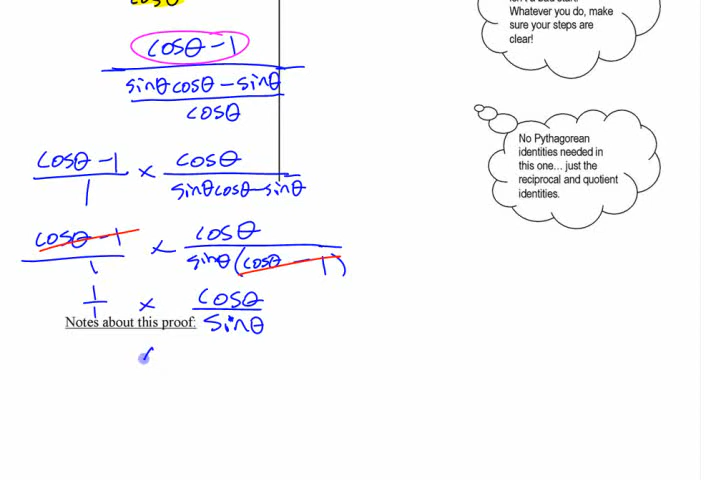 cosθ
cosθ - 1
sinθcosθ - sinθ
cosθ
cosθ - 1 × cosθ
1 sinθcosθ - sinθ
cosθ - 1 × cosθ
1 sinθ(cosθ - 1)
1 × cosθ
1 sinθ
Notes about this proof:
Whatever you do, make
sure your steps are
clear!
No Pythagorean
identities needed in
this one... just the
reciprocal and quotient
identities.